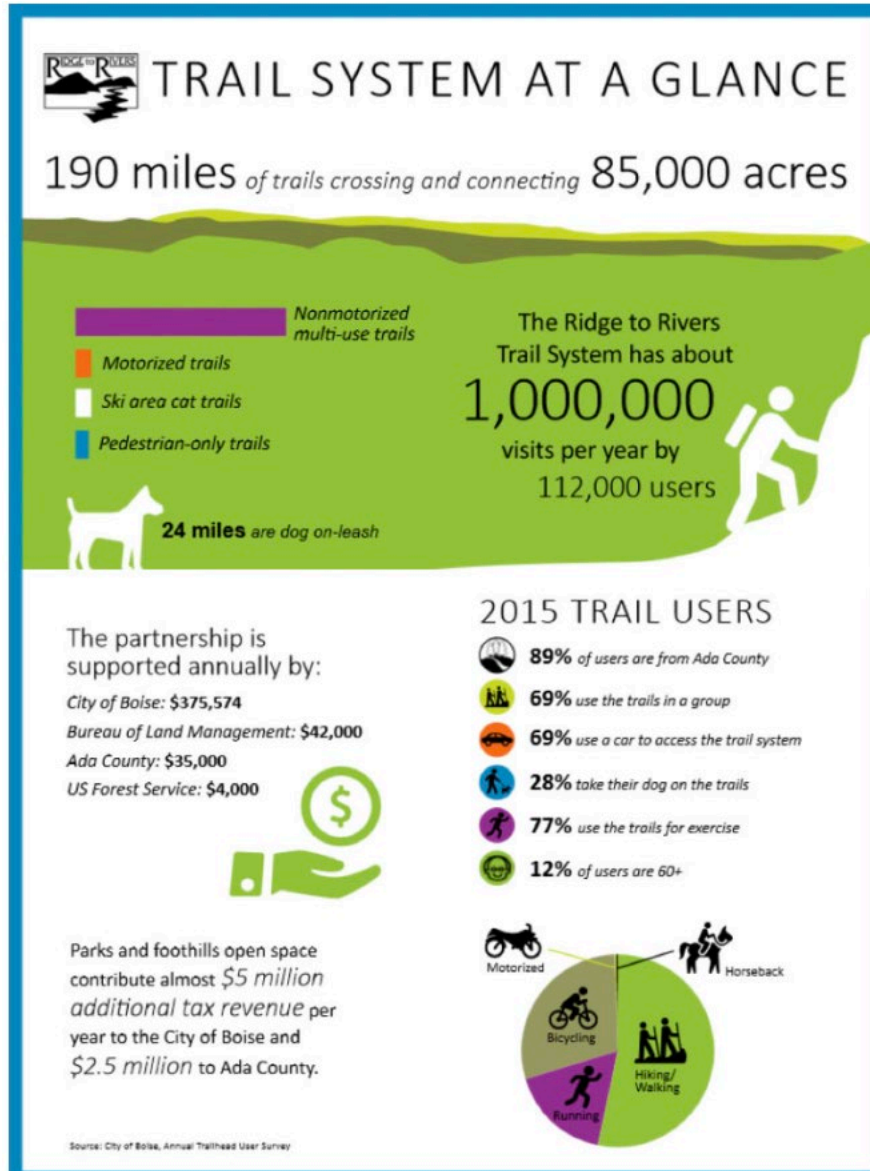 RIDGE TO RIVERS
TRAIL SYSTEM AT A GLANCE
190 miles of trails crossing and connecting 85,000 acres
Nonmotorized
multi-use trails
Motorized trails
Ski area cat trails
Pedestrian-only trails
24 miles are dog on-leash
The Ridge to Rivers
Trail System has about
1,000,000
visits per year by
112,000 users
The partnership is
supported annually by:
City of Boise: $375,574
Bureau of Land Management: $42,000
Ada County: $35,000
US Forest Service: $4,000
$
Parks and foothills open space
contribute almost $5 million
additional tax revenue per
year to the City of Boise and
$2.5 million to Ada County.
2015 TRAIL USERS
89% of users are from Ada County
69% use the trails in a group
69% use a car to access the trail system
28% take their dog on the trails
77% use the trails for exercise
12% of users are 60+
Motorized
Horseback
Bicycling
Hiking/
Walking
Running
Source: City of Boise, Annual Trailhead User Survey